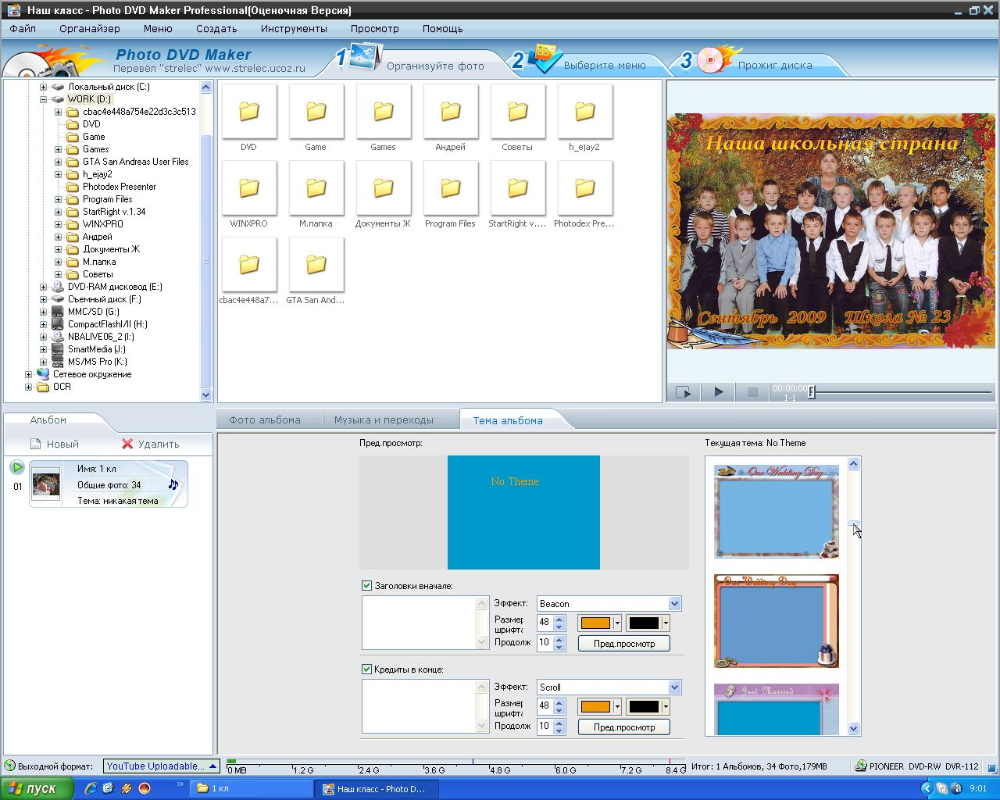 Наш класс - Photo DVD Maker Professional(Оценочная Версия)
Файл Органайзер Меню Создать Инструменты Просмотр Помощь
Photo DVD Maker
Перевёл "strelec" www.strelec.ucoz.ru
1 Организуйте фото
2 Выберите меню
3 Прожиг диска
Локальный диск (C:)
WORK (D:)
cbac4e448a754e22d3c3c513
DVD
Game
Games
GTA San Andreas User Files
h_ejay2
Photodex Presenter
Program Files
StartRight v.1.34
WINXPRO
Андрей
Документы Ж
М.папка
Советы
DVD-RAM дисковод (E:)
Съемный диск (F:)
MMC/SD (G:)
CompactFlashI/II (H:)
NBALIVE06_2 (I:)
SmartMedia (J:)
MS/MS Pro (K:)
Сетевое окружение
OCR
DVD Game Games Андрей Советы h_ejay2
WINXPRO М.папка Документы Ж Program Files StartRight v.... Photodex Pre...
cbac4e448a7... GTA San And...
Наша школьная страна
Сентябрь 2009 Школа № 23
00:00:00
1-1
Альбом
Новый Удалить
01
Имя: 1 кл
Общие фото: 34
Тема: никакая тема
Фото альбома Музыка и переходы Тема альбома
Пред.просмотр:
No Theme
Заголовки вначале:
Эффект: Beacon
Размер шрифта 48
Продолж 10 Пред.просмотр
Кредиты в конце:
Эффект: Scroll
Размер шрифта 48
Продолж 10 Пред.просмотр
Текущая тема: No Theme
Our Wedding Day
Our Wedding Day
Just Married
Выходной формат: YouTube Uploadable...
0 MB 1.2 G 2.4 G 3.6 G 4.8 G 6.0 G 7.2 G 8.4 G
Итог: 1 Альбомов, 34 Фото,179MB
PIONEER DVD-RW DVR-112
пуск
1 кл
Наш класс - Photo D...
9:01